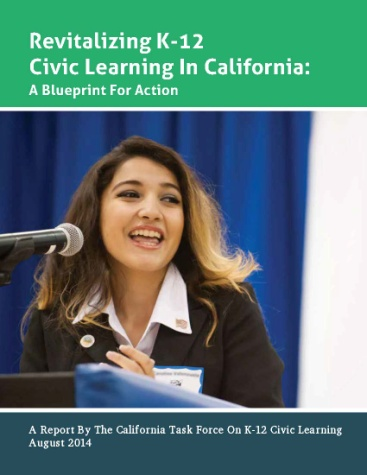 Revitalizing K-12
Civic Learning In California:
A Blueprint For Action
A Report By The California Task Force On K-12 Civic Learning
August 2014